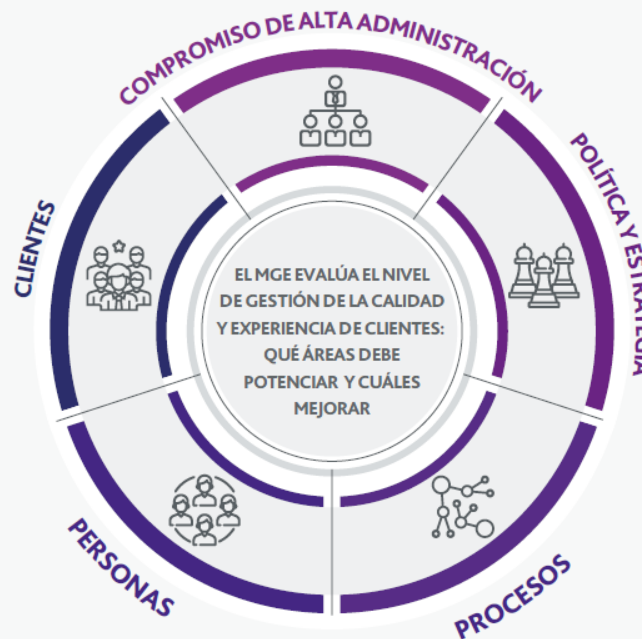 COMPROMISO DE ALTA ADMINISTRACIÓN
POLÍTICA Y ESTRATEGIA
CLIENTES
EL MGE EVALÚA EL NIVEL
DE GESTIÓN DE LA CALIDAD
Y EXPERIENCIA DE CLIENTES:
QUÉ ÁREAS DEBE
POTENCIAR Y CUÁLES
MEJORAR
PERSONAS
PROCESOS